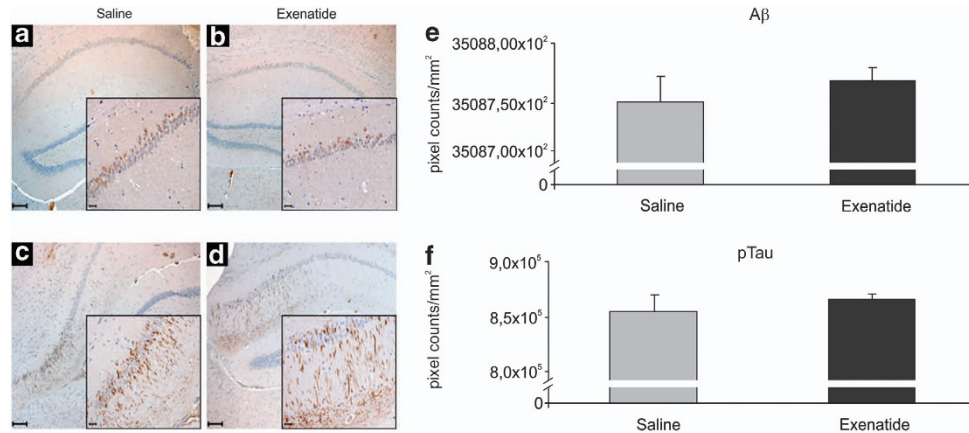 Saline
Exenatide
a
b
c
d
e
Aβ
pixel counts/mm²
35088,00x10²
35087,50x10²
35087,00x10²
0
Saline
Exenatide
f
pTau
pixel counts/mm²
9,0x10⁵
8,5x10⁵
8,0x10⁵
0
Saline
Exenatide